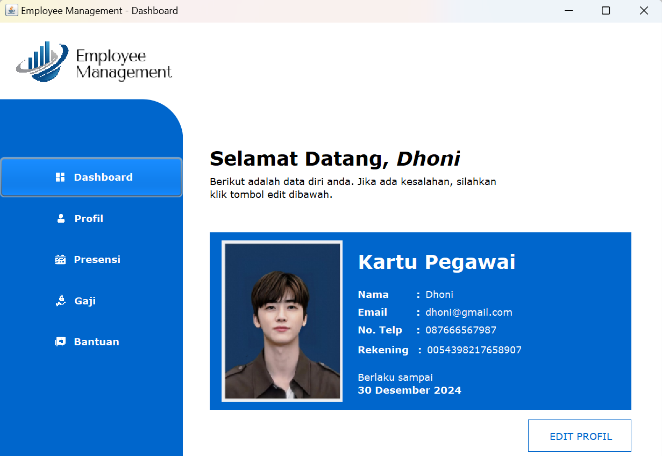 Employee Management - Dashboard
Employee
Management
Dashboard
Profil
Presensi
Gaji
Bantuan
Selamat Datang, Dhoni
Berikut adalah data diri anda. Jika ada kesalahan, silahkan
klik tombol edit dibawah.
Kartu Pegawai
Nama : Dhoni
Email : dhoni@gmail.com
No. Telp : 087666567987
Rekening : 0054398217658907
Berlaku sampai
30 Desember 2024
EDIT PROFIL